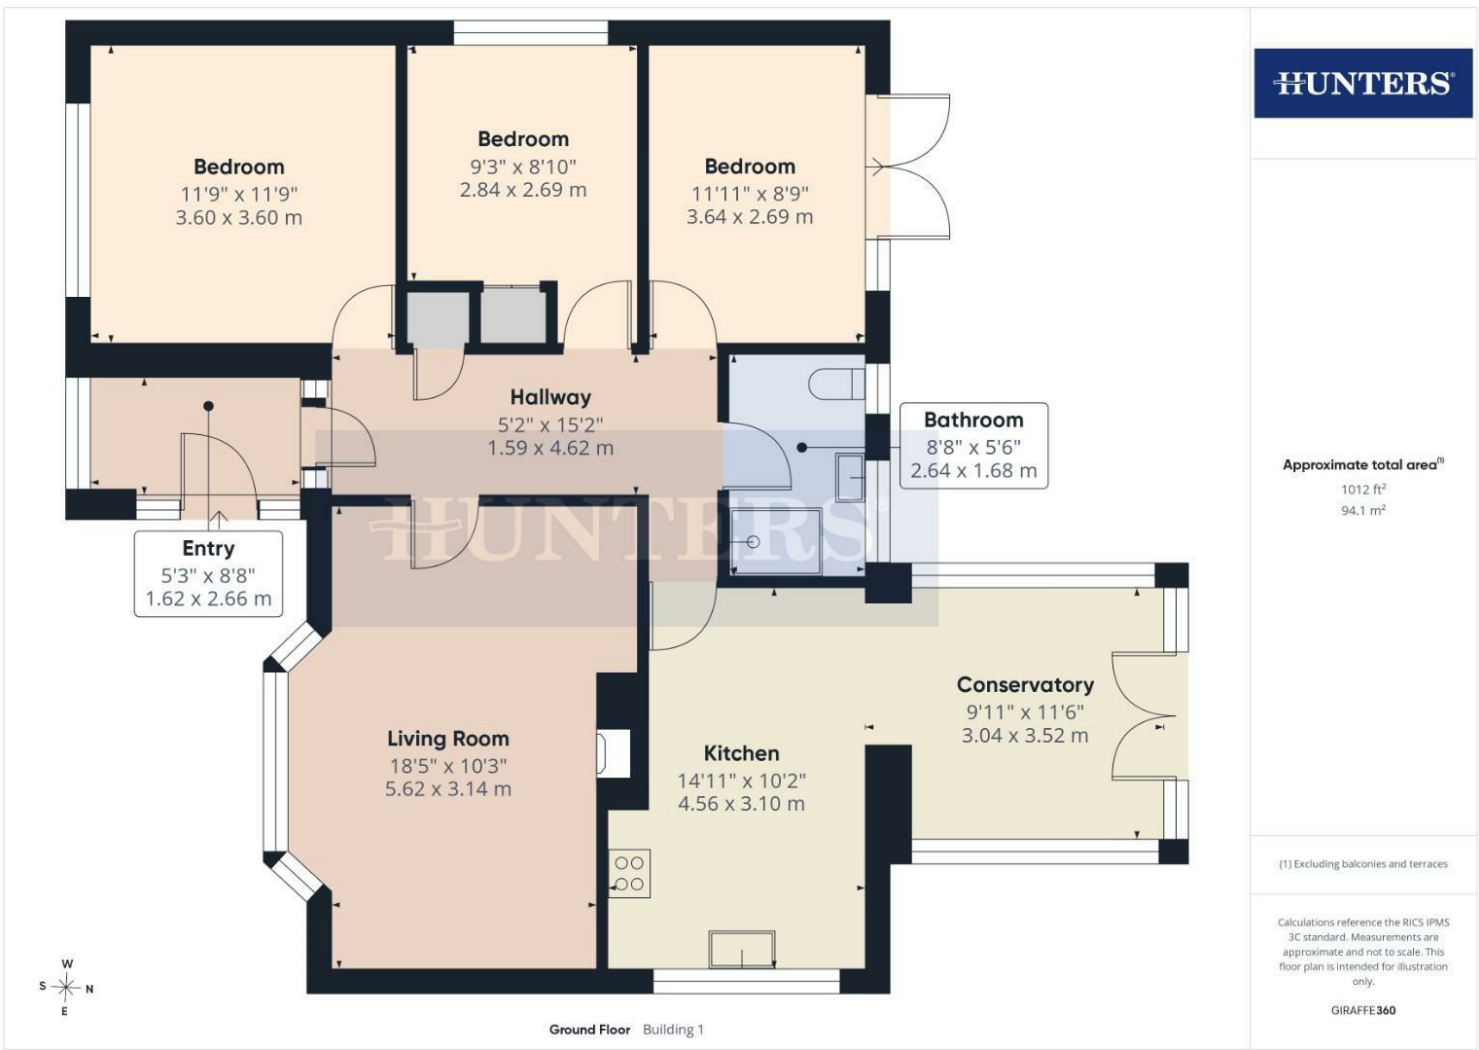 HUNTERS®
Bedroom
11'9" x 11'9"
3.60 x 3.60 m
Bedroom
9'3" x 8'10"
2.84 x 2.69 m
Bedroom
11'11" x 8'9"
3.64 x 2.69 m
Hallway
5'2" x 15'2"
1.59 x 4.62 m
Bathroom
8'8" x 5'6"
2.64 x 1.68 m
Approximate total area⁽¹⁾
1012 ft²
94.1 m²
HUNTERS®
Entry
5'3" x 8'8"
1.62 x 2.66 m
Living Room
18'5" x 10'3"
5.62 x 3.14 m
Kitchen
14'11" x 10'2"
4.56 x 3.10 m
Conservatory
9'11" x 11'6"
3.04 x 3.52 m
(1) Excluding balconies and terraces
Calculations reference the RICS IPMS
3C standard. Measurements are
approximate and not to scale. This
floor plan is intended for illustration
only.
GIRAFFE360
W
S N
E
Ground Floor Building 1